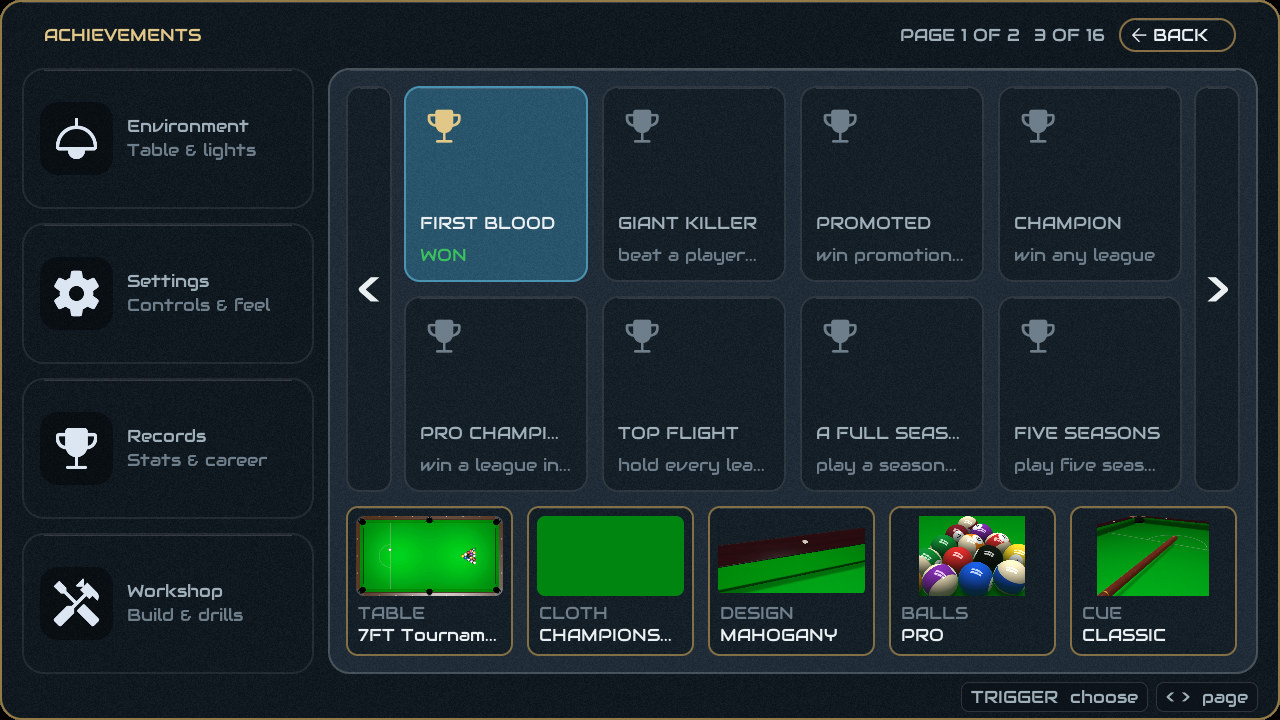 ACHIEVEMENTS
PAGE 1 OF 2 3 OF 16
BACK
Environment
Table & lights
Settings
Controls & feel
Records
Stats & career
Workshop
Build & drills
FIRST BLOOD
WON
GIANT KILLER
beat a player...
PROMOTED
win promotion...
CHAMPION
win any league
PRO CHAMPI...
win a league in...
TOP FLIGHT
hold every lea...
A FULL SEAS...
play a season...
FIVE SEASONS
play five seas...
TABLE
7FT Tournam...
CLOTH
CHAMPIONS...
DESIGN
MAHOGANY
BALLS
PRO
CUE
CLASSIC
TRIGGER choose
< > page